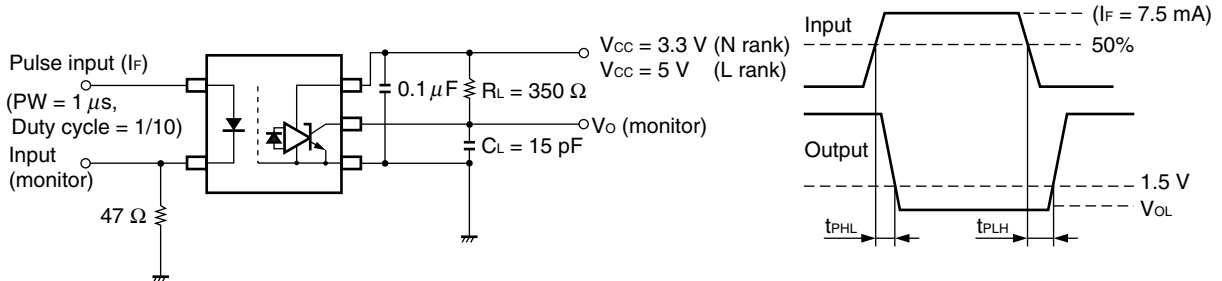 Pulse input (IF)
(PW = 1 μs,
Duty cycle = 1/10)
Input
(monitor)
47 Ω
VCC = 3.3 V (N rank)
VCC = 5 V (L rank)
0.1 μF
RL = 350 Ω
VO (monitor)
CL = 15 pF
Input
(IF = 7.5 mA)
50%
Output
1.5 V
VOL
tPHL
tPLH